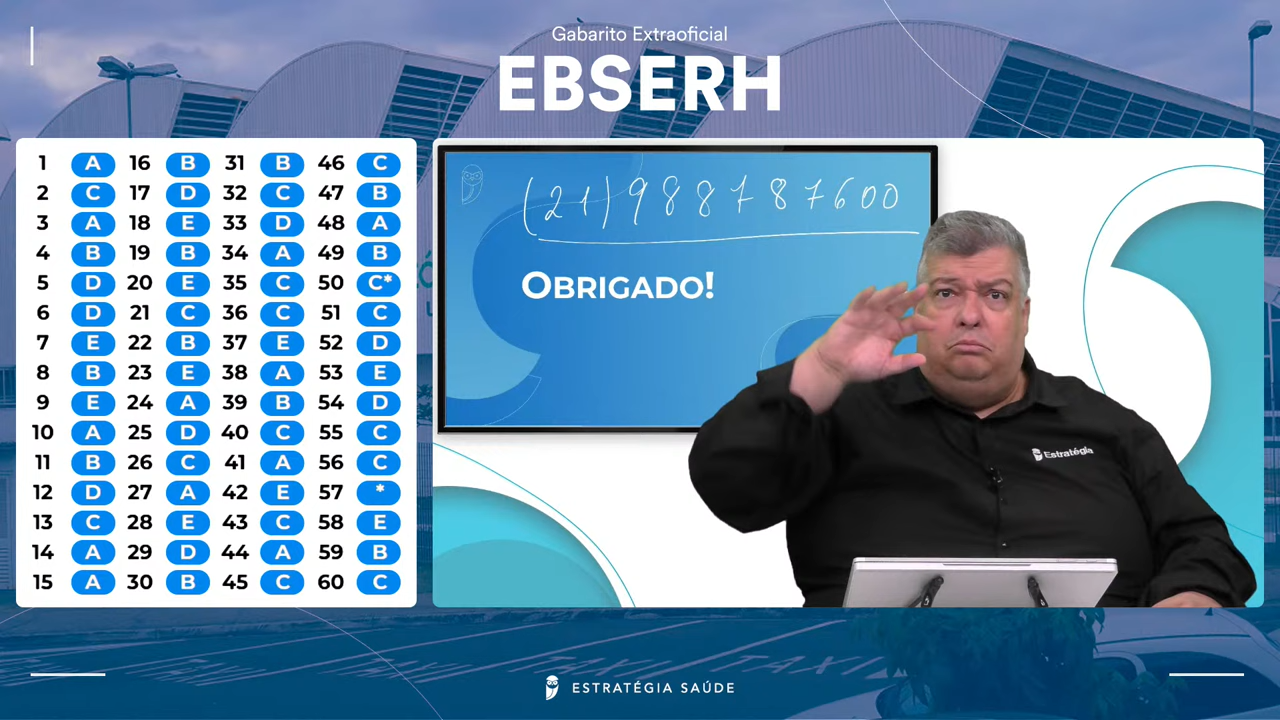 Gabarito Extraoficial
EBSERH
1 A 16 B 31 B 46 C
2 C 17 D 32 C 47 B
3 A 18 E 33 D 48 A
4 B 19 B 34 A 49 B
5 D 20 E 35 C 50 C*
6 D 21 C 36 C 51 C
7 E 22 B 37 E 52 D
8 B 23 E 38 A 53 E
9 E 24 A 39 B 54 D
10 A 25 D 40 C 55 C
11 B 26 C 41 A 56 C
12 D 27 A 42 E 57 *
13 C 28 E 43 C 58 E
14 A 29 D 44 A 59 B
15 A 30 B 45 C 60 C
(21)988787600
OBRIGADO!
Estratégia
TAXI TAXI
ESTRATÉGIA SAÚDE